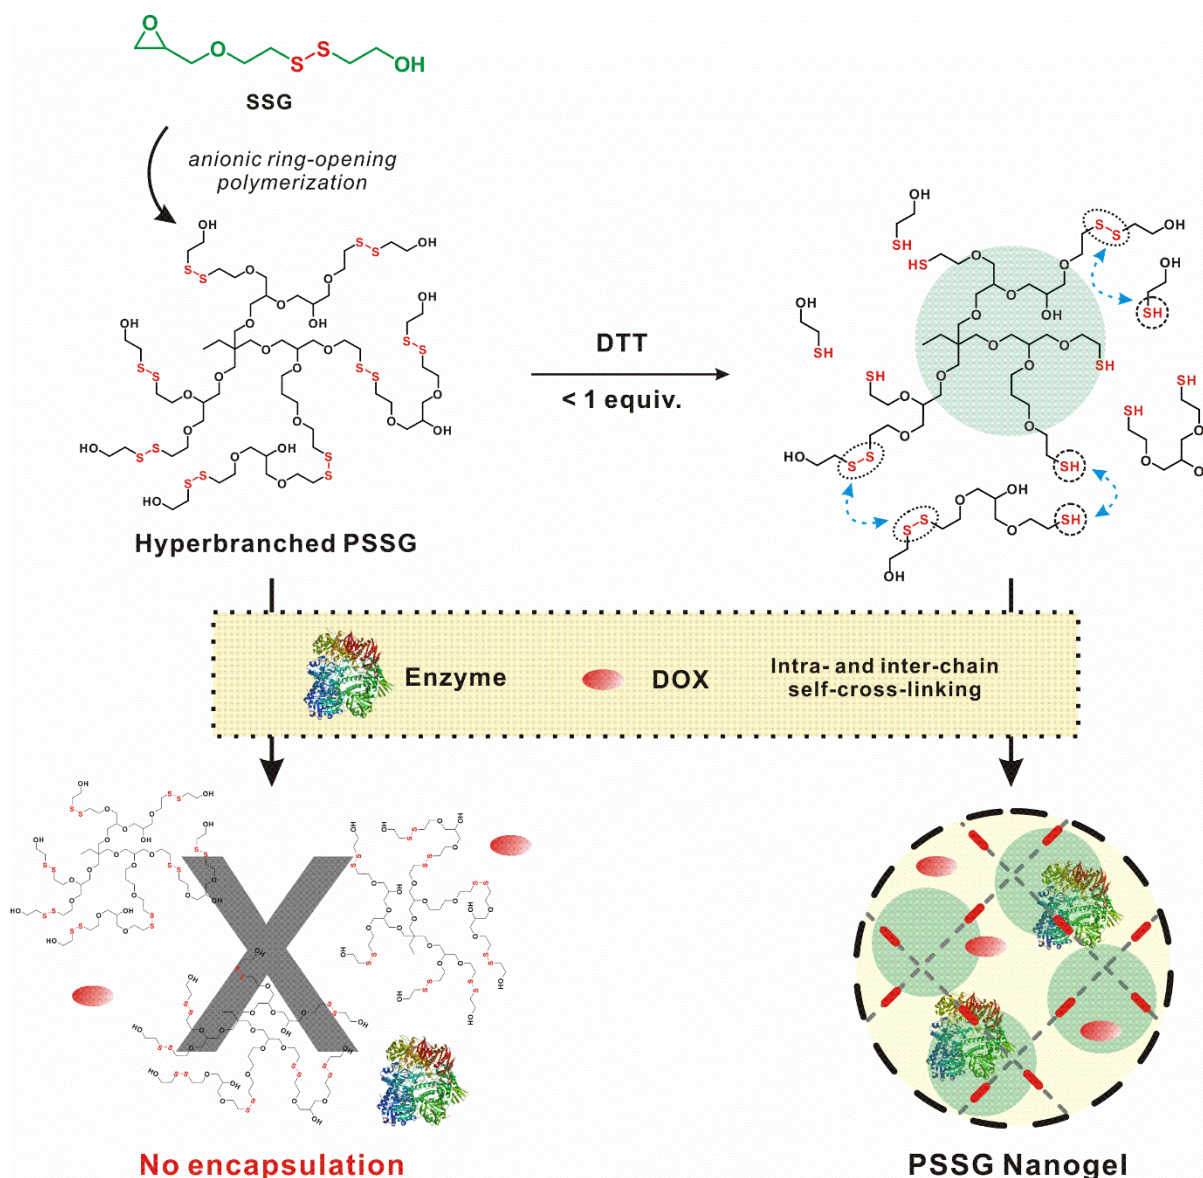 SSG
anionic ring-opening
polymerization
Hyperbranched PSSG
DTT
< 1 equiv.
Enzyme
DOX
Intra- and inter-chain
self-cross-linking
No encapsulation
PSSG Nanogel